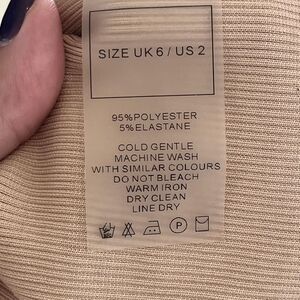 SIZE UK 6 / US 2
95%POLYESTER
5%ELASTANE
COLD GENTLE
MACHINE WASH
WITH SIMILAR COLOURS
DO NOT BLEACH
WARM IRON
DRY CLEAN
LINE DRY
P